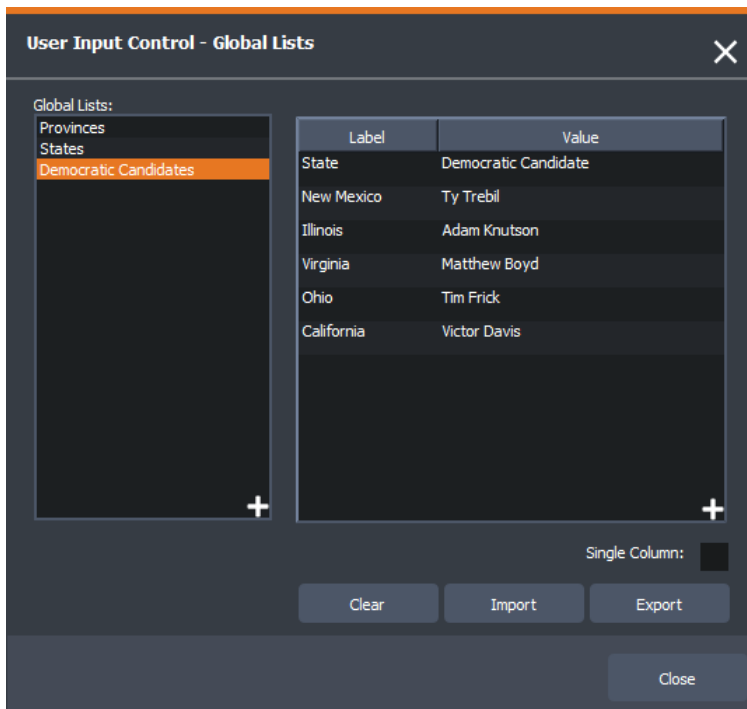 User Input Control - Global Lists
Global Lists:
Provinces
States
Democratic Candidates
Label Value
State Democratic Candidate
New Mexico Ty Trebil
Illinois Adam Knutson
Virginia Matthew Boyd
Ohio Tim Frick
California Victor Davis
Single Column:
Clear Import Export
Close